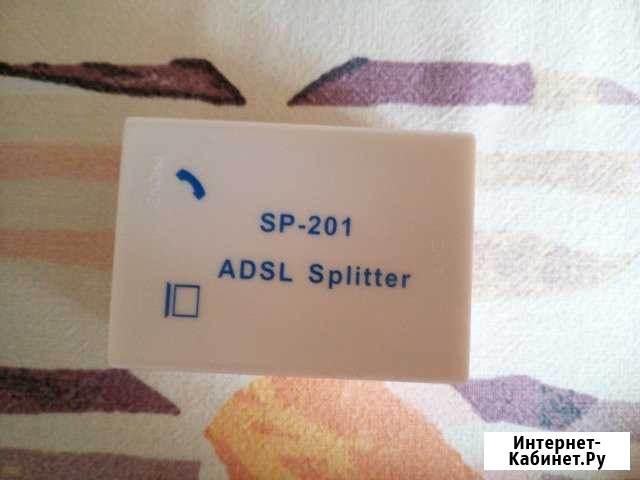 SP-201
ADSL Splitter
Интернет-
Кабинет.Ру